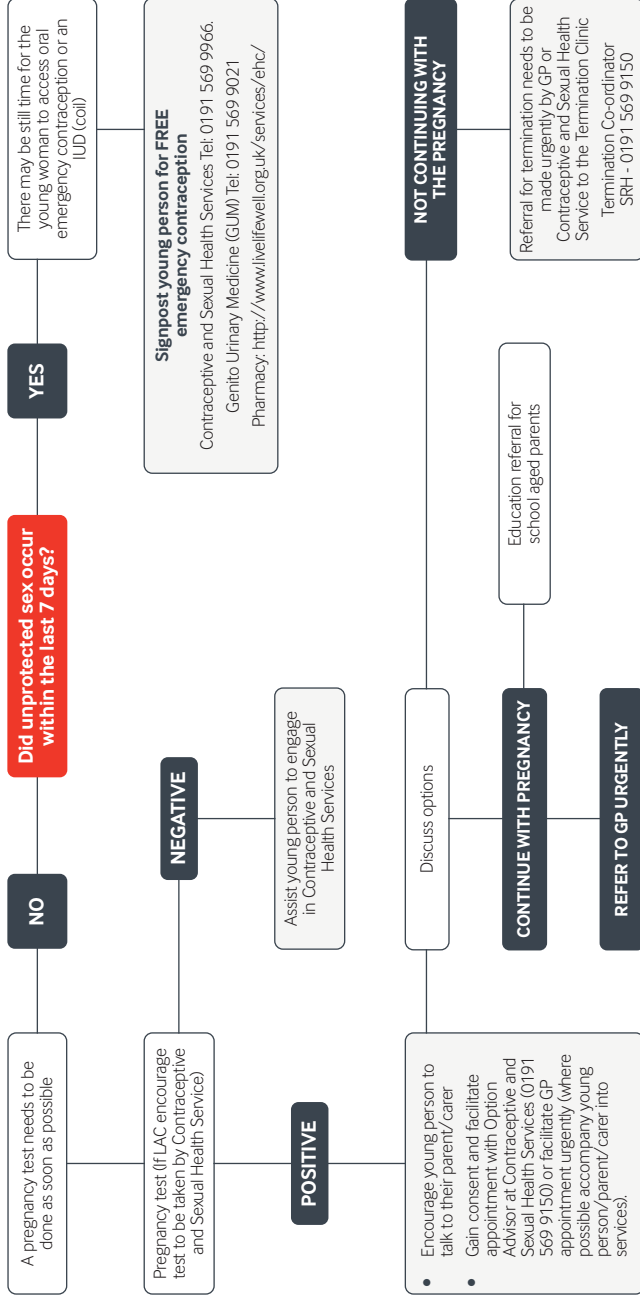 Did unprotected sex occur
within the last 7 days?
NO
YES
A pregnancy test needs to be
done as soon as possible
There may be still time for the
young woman to access oral
emergency contraception or an
IUD (coil)
Pregnancy test (If LAC encourage
test to be taken by Contraceptive
and Sexual Health Service)
NEGATIVE
Signpost young person for FREE
emergency contraception
Contraceptive and Sexual Health Services Tel: 0191 569 9966.
Genito Urinary Medicine (GUM) Tel: 0191 569 9021
Pharmacy: http://www.livelifewell.org.uk/services/ehc/
POSITIVE
Assist young person to engage
in Contraceptive and Sexual
Health Services
• Encourage young person to
talk to their parent/carer
• Gain consent and facilitate
appointment with Option
Advisor at Contraceptive and
Sexual Health Services (0191
569 9150) or facilitate GP
appointment urgently (where
possible accompany young
person/parent/carer into
services).
Discuss options
NOT CONTINUING WITH
THE PREGNANCY
CONTINUE WITH PREGNANCY
Education referral for
school aged parents
Referral for termination needs to be
made urgently by GP or
Contraceptive and Sexual Health
Service to the Termination Clinic
Termination Co-ordinator
SRH - 0191 569 9150
REFER TO GP URGENTLY